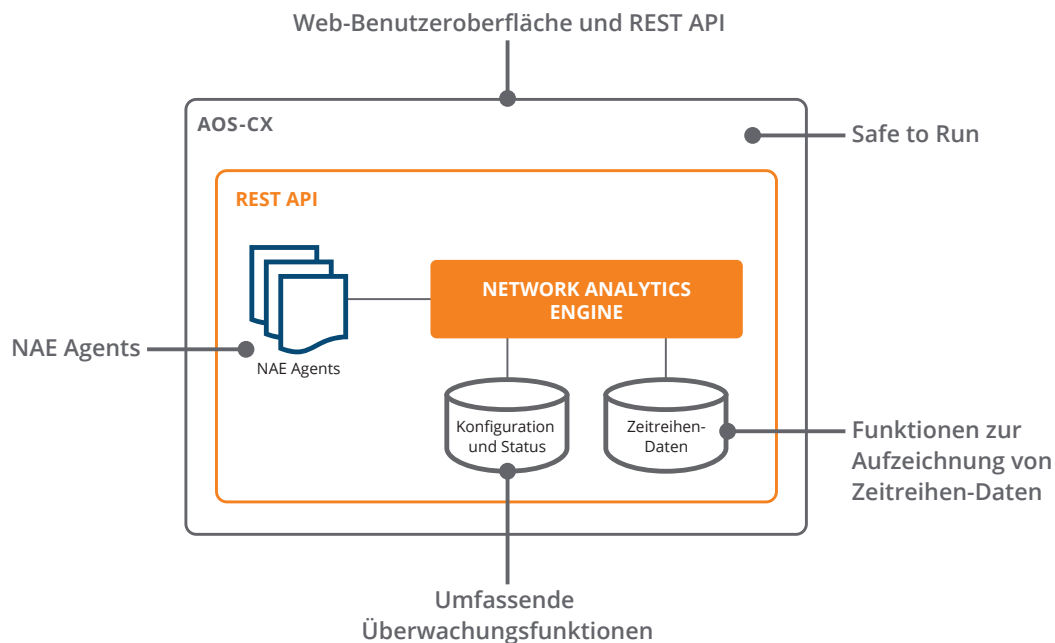 Web-Benutzeroberfläche und REST API
AOS-CX
Safe to Run
REST API
NETWORK ANALYTICS
ENGINE
NAE Agents
NAE Agents
Konfiguration
und Status
Zeitreihen-
Daten
Funktionen zur
Aufzeichnung von
Zeitreihen-Daten
Umfassende
Überwachungsfunktionen